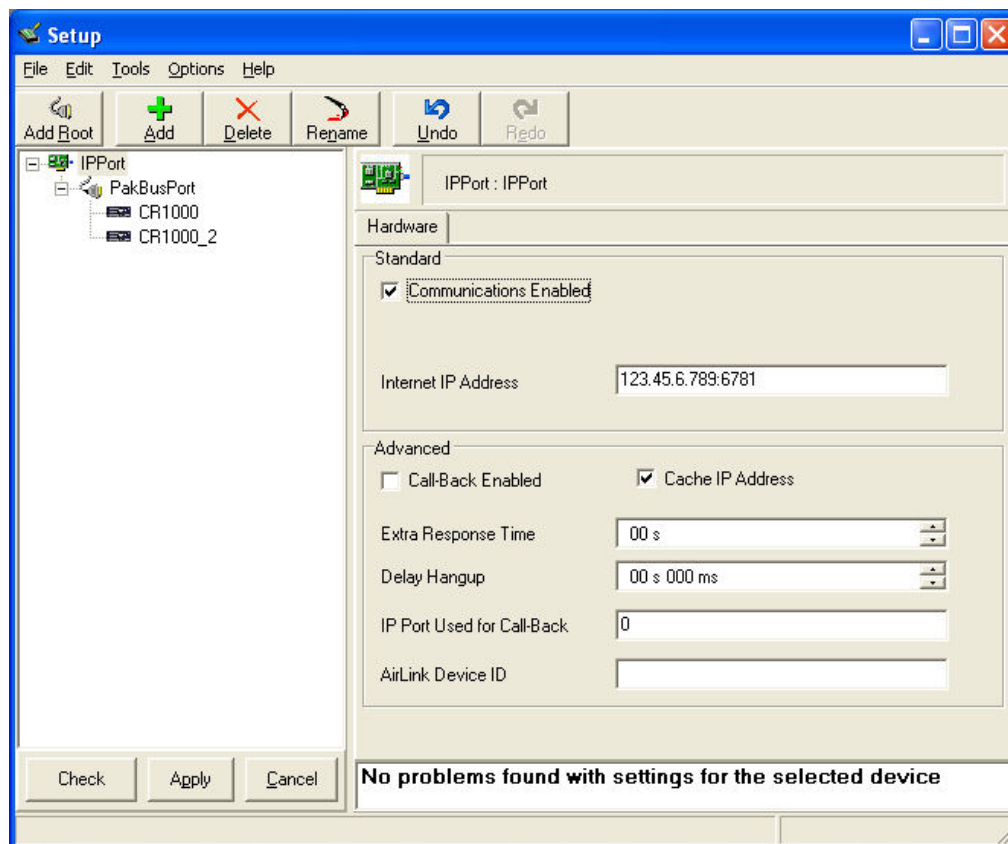 Setup
File Edit Tools Options Help
Add Root Add Delete Rename Undo Redo
IPPort
PakBusPort
CR1000
CR1000_2
IPPort : IPPort
Hardware
Standard
Communications Enabled
Internet IP Address 123.45.6.789:6781
Advanced
Call-Back Enabled Cache IP Address
Extra Response Time 00 s
Delay Hangup 00 s 000 ms
IP Port Used for Call-Back 0
AirLink Device ID
Check Apply Cancel
No problems found with settings for the selected device